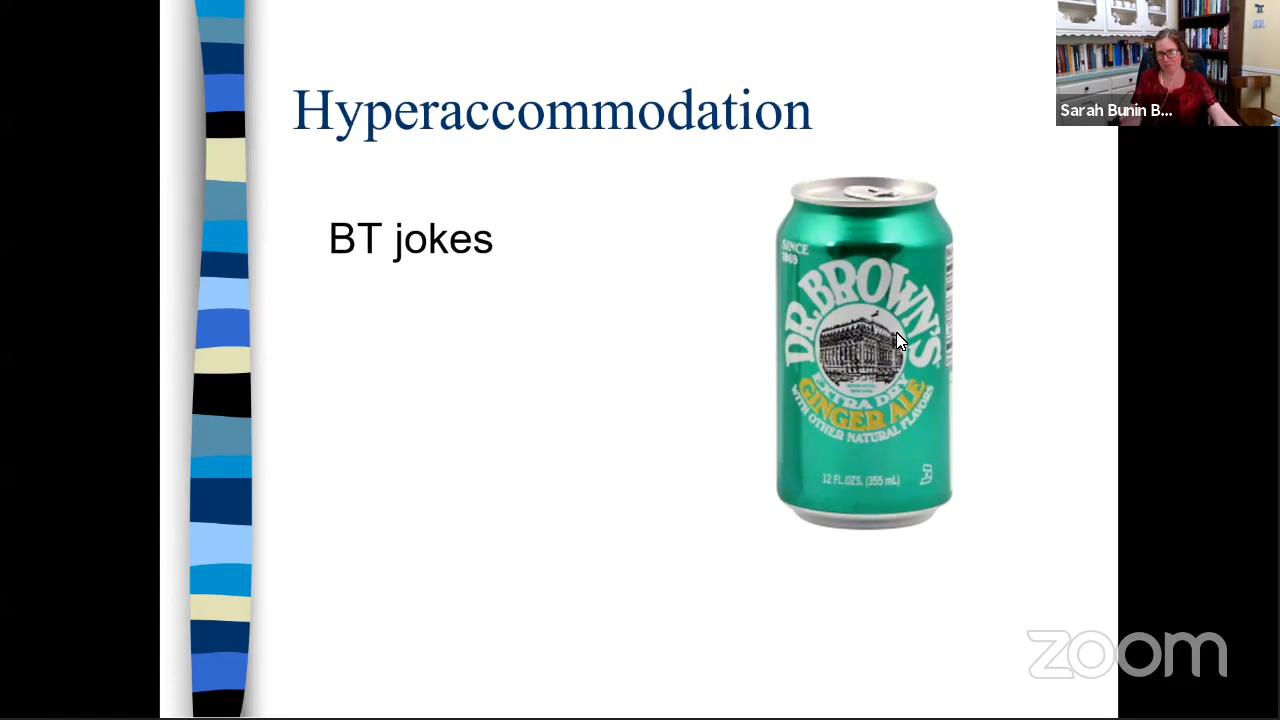 Hyperaccommodation
BT jokes
SINCE
1869
DR. BROWN'S
EXTRA DRY
GINGER ALE
WITH OTHER NATURAL FLAVORS
12 FL.OZS. (355 mL)
Sarah Bunin B...
zoom